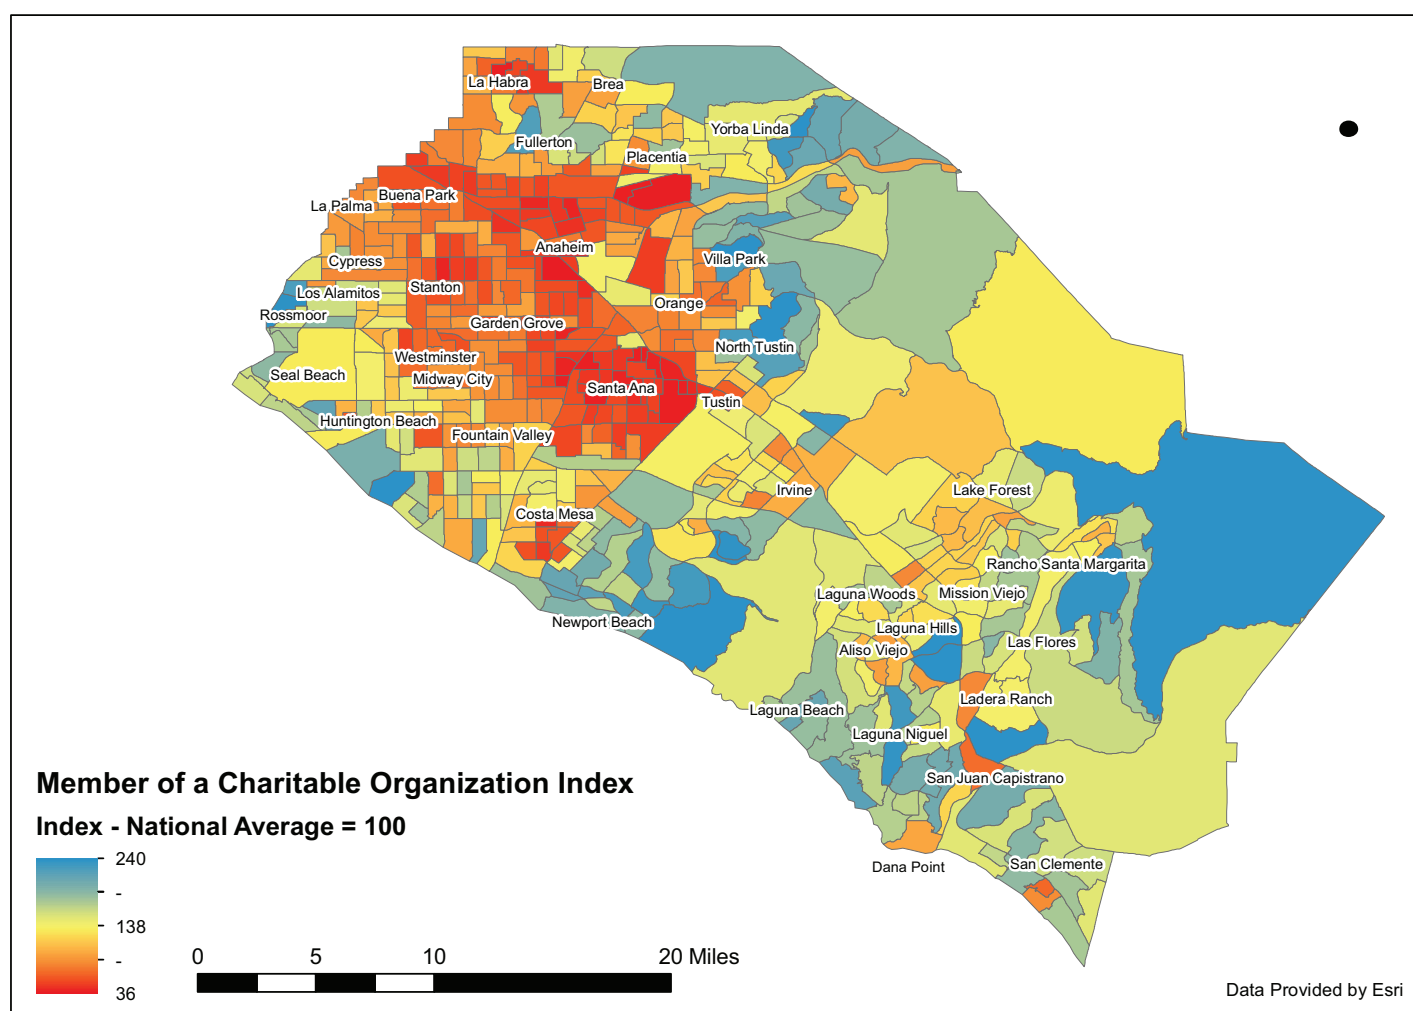 La Habra
Brea
Yorba Linda
Fullerton
Placentia
Buena Park
La Palma
Anaheim
Villa Park
Cypress
Stanton
Los Alamitos
Orange
Rossmoor
Garden Grove
North Tustin
Westminster
Seal Beach
Midway City
Santa Ana
Tustin
Huntington Beach
Fountain Valley
Irvine
Lake Forest
Costa Mesa
Rancho Santa Margarita
Laguna Woods
Mission Viejo
Newport Beach
Laguna Hills
Las Flores
Aliso Viejo
Ladera Ranch
Laguna Beach
Laguna Niguel
San Juan Capistrano
Dana Point
San Clemente
Member of a Charitable Organization Index
Index - National Average = 100
240
-
138
-
36
0 5 10 20 Miles
Data Provided by Esri